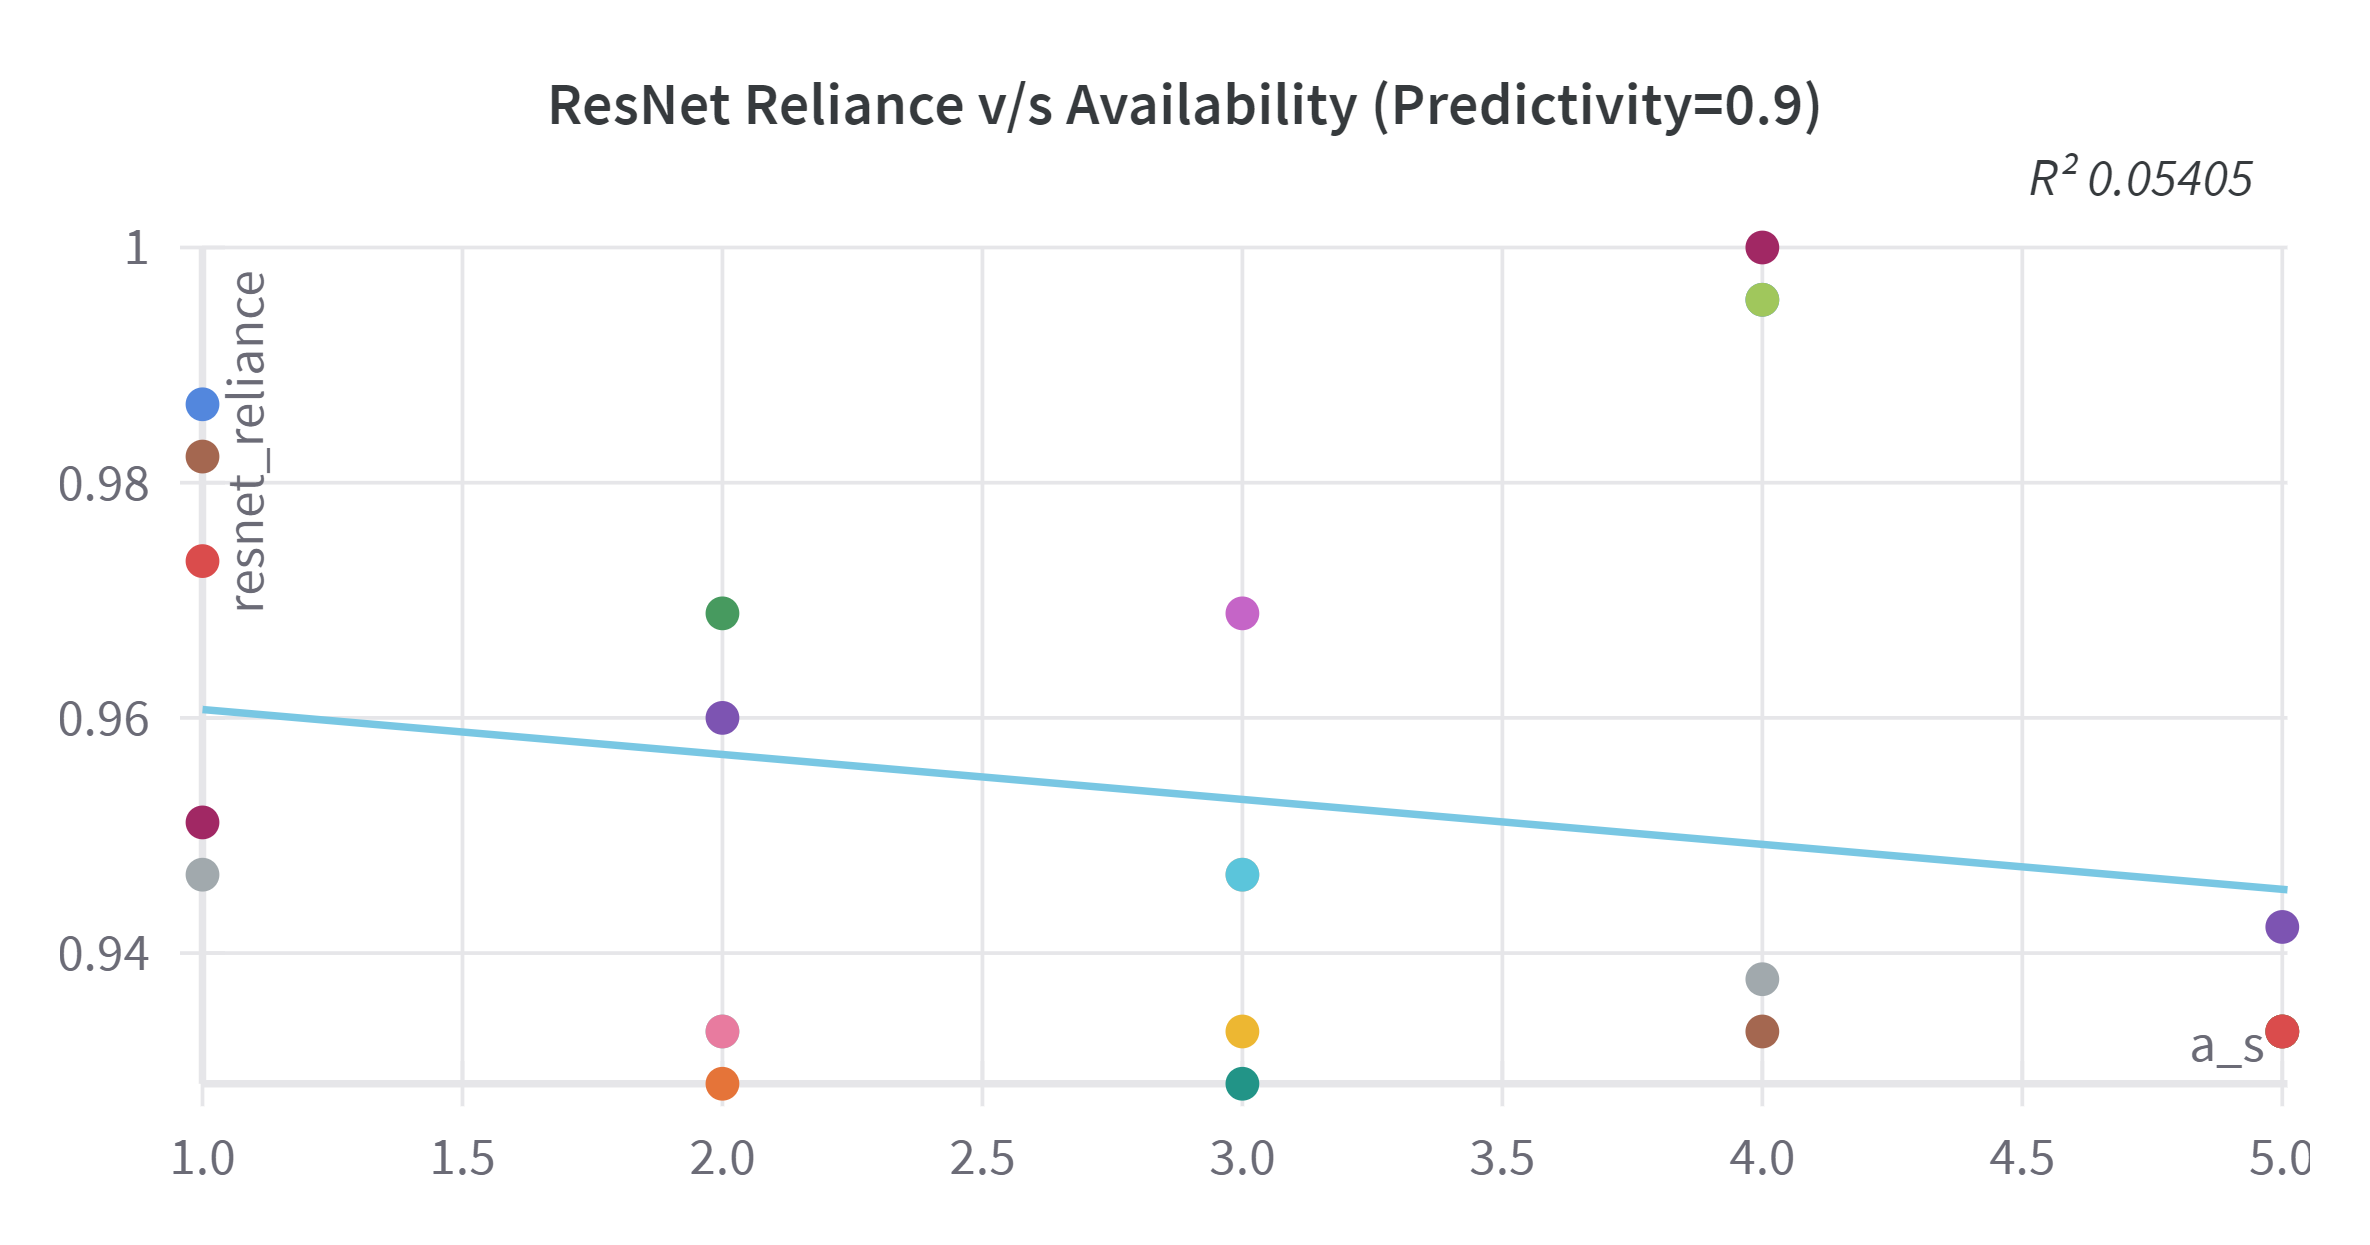 ResNet Reliance v/s Availability (Predictivity=0.9)
R² 0.05405
1
0.98
0.96
0.94
resnet_reliance
a_s
1.0 1.5 2.0 2.5 3.0 3.5 4.0 4.5 5.0